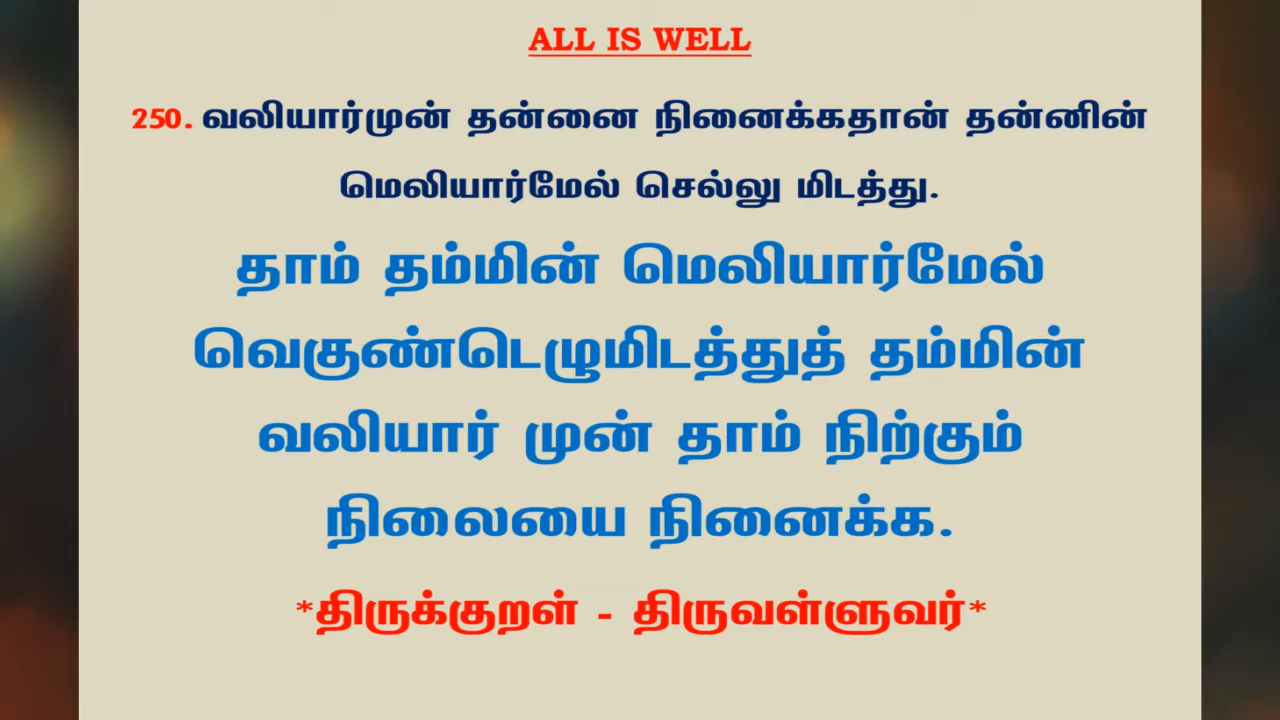 ALL IS WELL
250. வலியார்முன் தன்னை நினைக்கதான் தன்னின்
மெலியார்மேல் செல்லு மிடத்து.
தாம் தம்மின் மெலியார்மேல்
வெகுண்டெழுமிடத்துத் தம்மின்
வலியார் முன் தாம் நிற்கும்
நிலையை நினைக்க.
*திருக்குறள் - திருவள்ளுவர்*